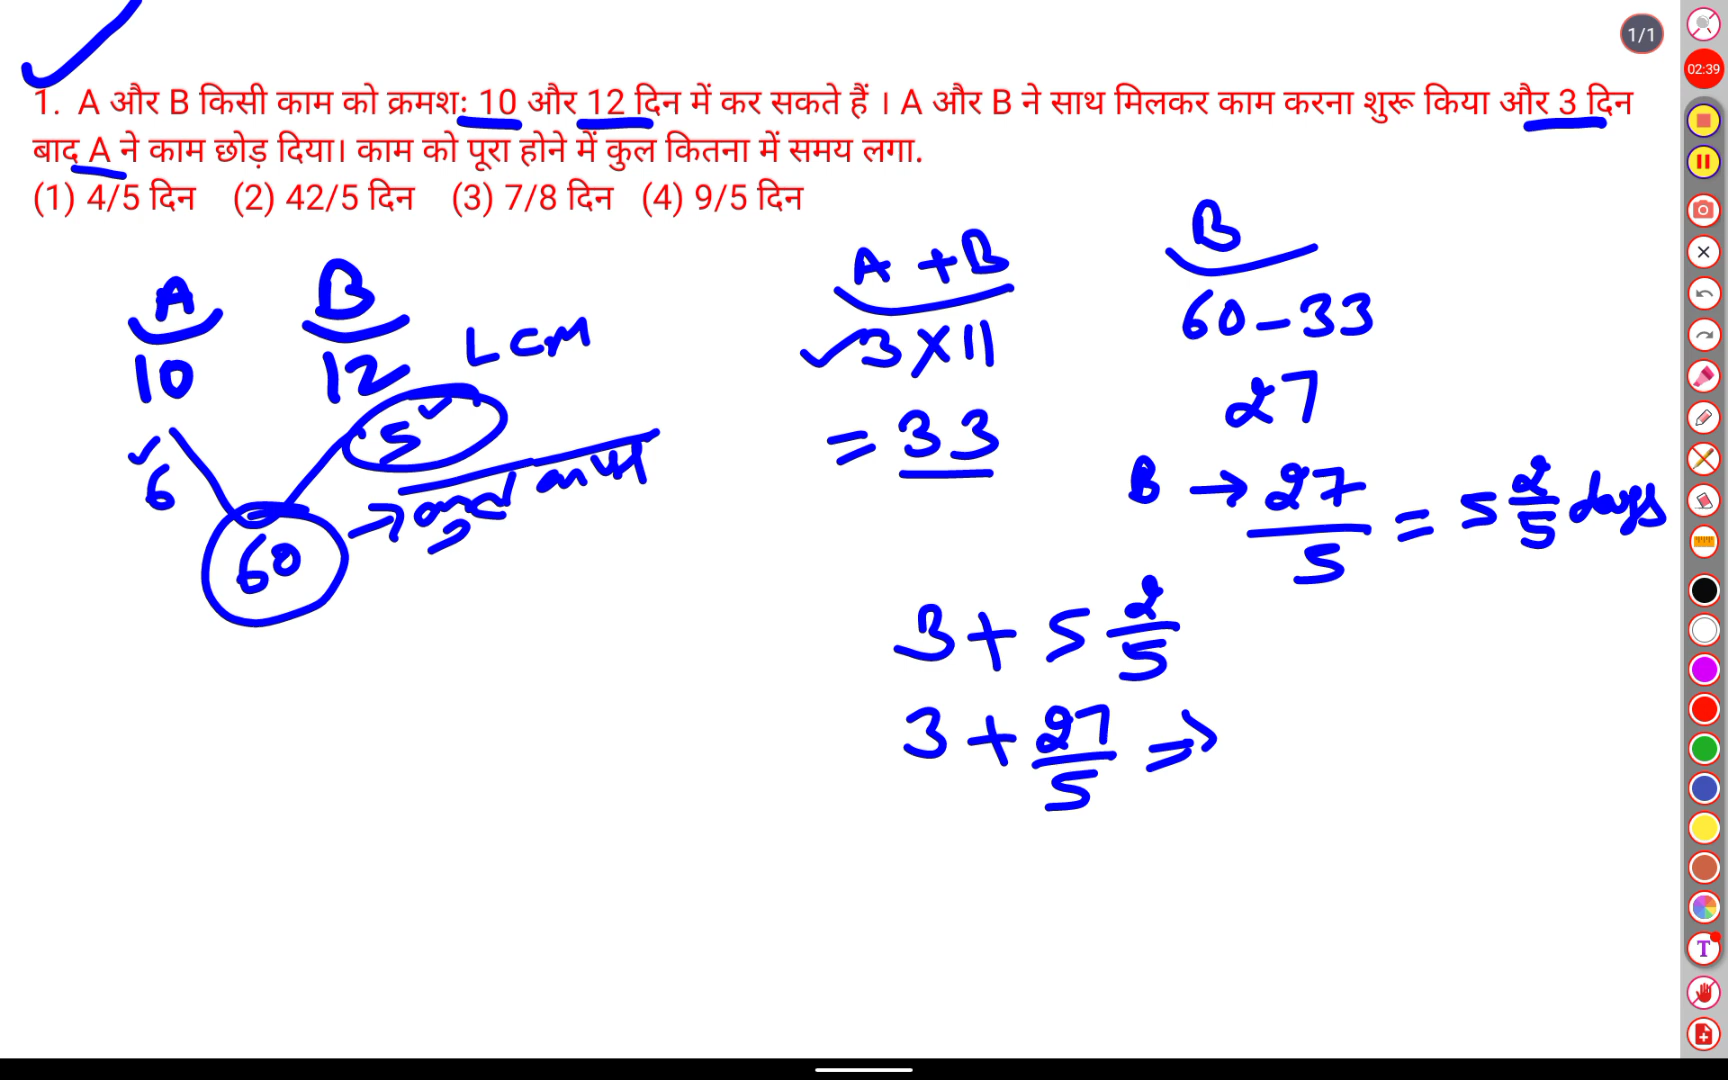 1/1
02:39
1. A और B किसी काम को क्रमश: 10 और 12 दिन में कर सकते हैं । A और B ने साथ मिलकर काम करना शुरू किया और 3 दिन
बाद A ने काम छोड़ दिया। काम को पूरा होने में कुल कितना में समय लगा.
(1) 4/5 दिन (2) 42/5 दिन (3) 7/8 दिन (4) 9/5 दिन
A B
10 12 LCM
6 5
60 → कुल कार्य
A + B
3 × 11
= 33
B
60 - 33
27
B → 27/5 = 5 2/5 days
3 + 5 2/5
3 + 27/5 ⇒
T